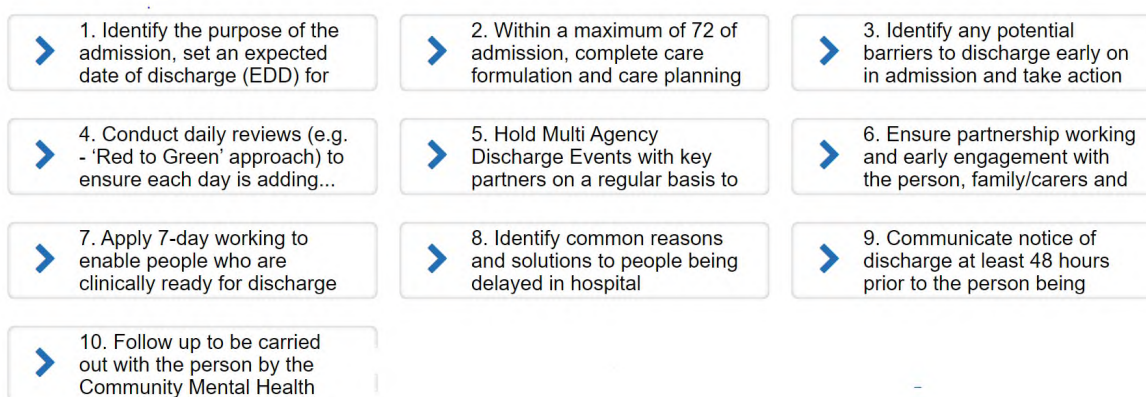 1. Identify the purpose of the
admission, set an expected
date of discharge (EDD) for
2. Within a maximum of 72 of
admission, complete care
formulation and care planning
3. Identify any potential
barriers to discharge early on
in admission and take action
4. Conduct daily reviews (e.g.
- ‘Red to Green’ approach) to
ensure each day is adding...
5. Hold Multi Agency
Discharge Events with key
partners on a regular basis to
6. Ensure partnership working
and early engagement with
the person, family/carers and
7. Apply 7-day working to
enable people who are
clinically ready for discharge
8. Identify common reasons
and solutions to people being
delayed in hospital
9. Communicate notice of
discharge at least 48 hours
prior to the person being
10. Follow up to be carried
out with the person by the
Community Mental Health